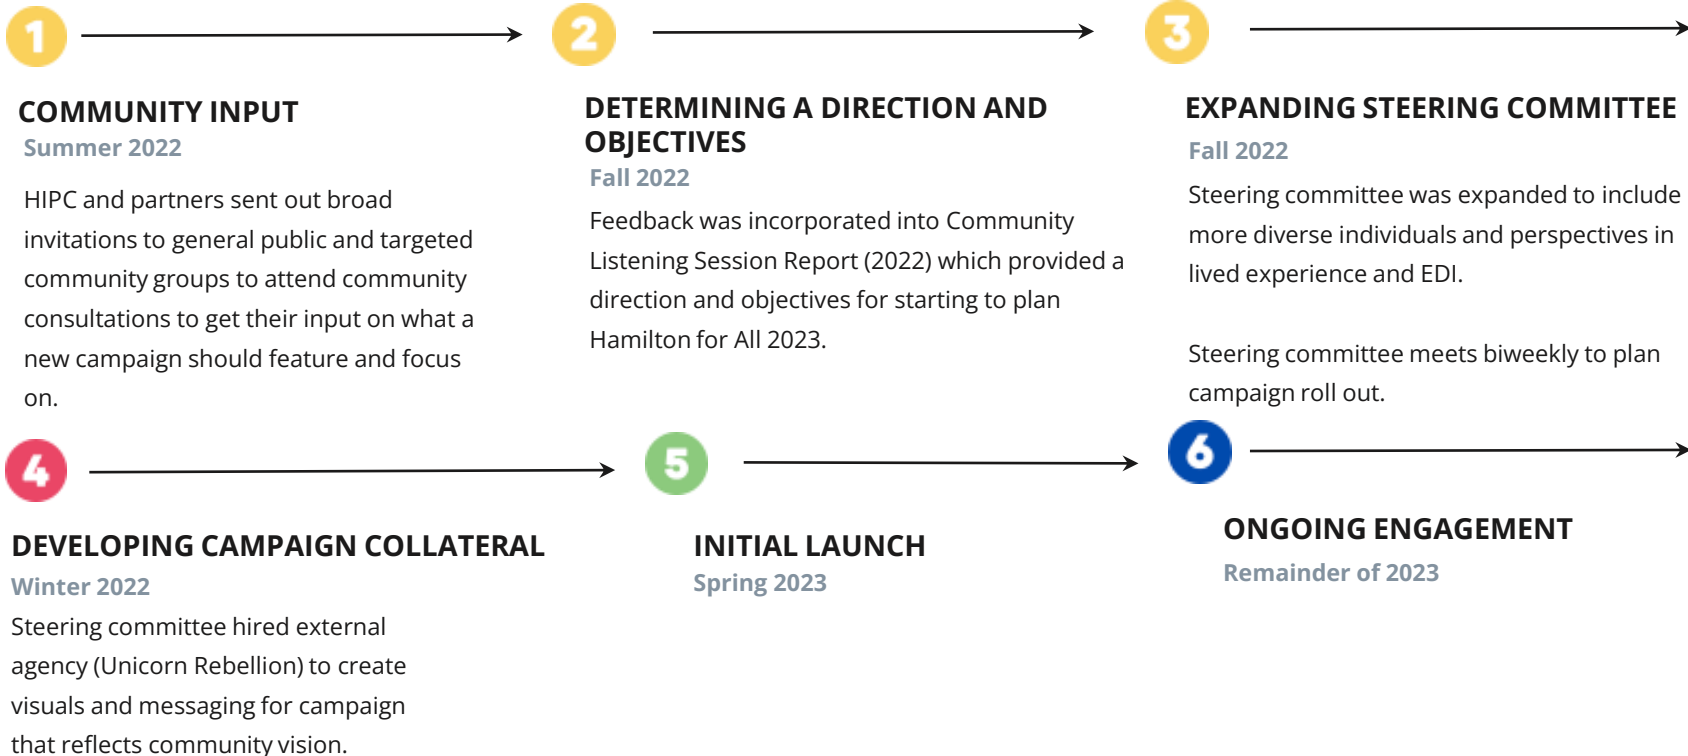 1
COMMUNITY INPUT
Summer 2022
HIPC and partners sent out broad
invitations to general public and targeted
community groups to attend community
consultations to get their input on what a
new campaign should feature and focus
on.
2
DETERMINING A DIRECTION AND
OBJECTIVES
Fall 2022
Feedback was incorporated into Community
Listening Session Report (2022) which provided a
direction and objectives for starting to plan
Hamilton for All 2023.
3
EXPANDING STEERING COMMITTEE
Fall 2022
Steering committee was expanded to include
more diverse individuals and perspectives in
lived experience and EDI.
Steering committee meets biweekly to plan
campaign roll out.
4
DEVELOPING CAMPAIGN COLLATERAL
Winter 2022
Steering committee hired external
agency (Unicorn Rebellion) to create
visuals and messaging for campaign
that reflects community vision.
5
INITIAL LAUNCH
Spring 2023
6
ONGOING ENGAGEMENT
Remainder of 2023